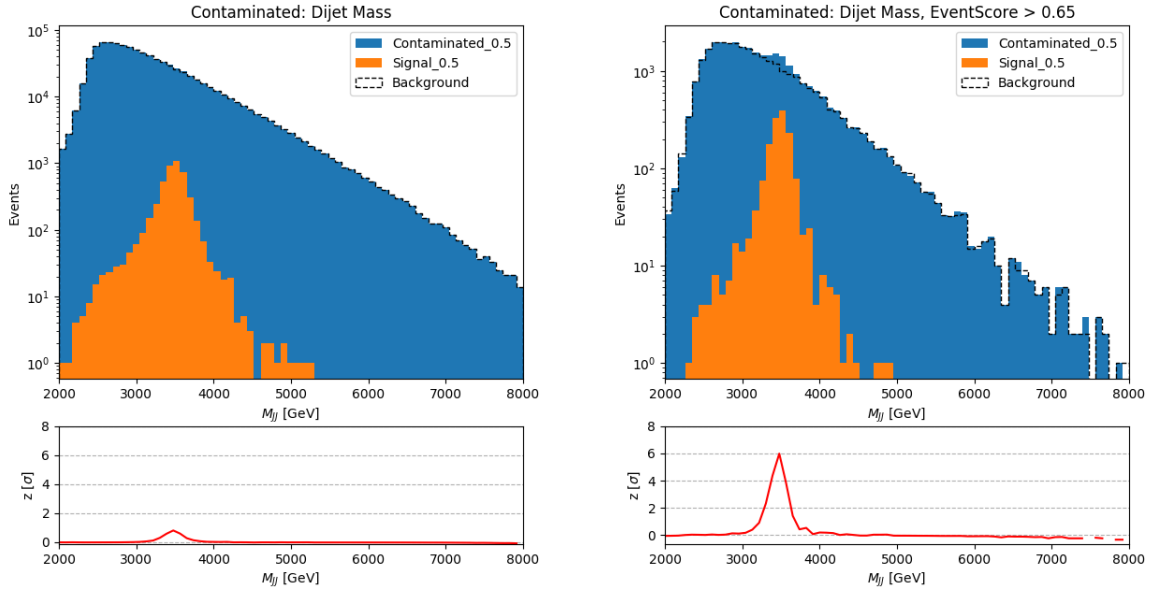 Contaminated: Dijet Mass
10⁵
10⁴
10³
10²
10¹
10⁰
Events
Contaminated_0.5
Signal_0.5
Background
2000 3000 4000 5000 6000 7000 8000
M_JJ [GeV]
8
6
4
2
0
z [σ]
2000 3000 4000 5000 6000 7000 8000
M_JJ [GeV]
Contaminated: Dijet Mass, EventScore > 0.65
10³
10²
10¹
10⁰
Events
Contaminated_0.5
Signal_0.5
Background
2000 3000 4000 5000 6000 7000 8000
M_JJ [GeV]
8
6
4
2
0
z [σ]
2000 3000 4000 5000 6000 7000 8000
M_JJ [GeV]